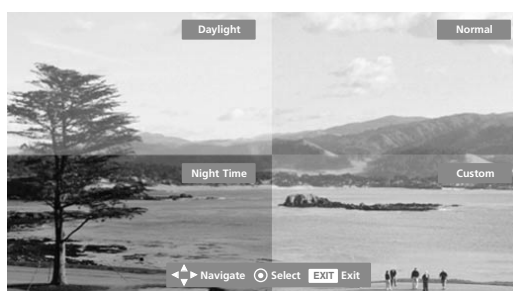 Daylight
Normal
Night Time
Custom
Navigate Select EXIT Exit